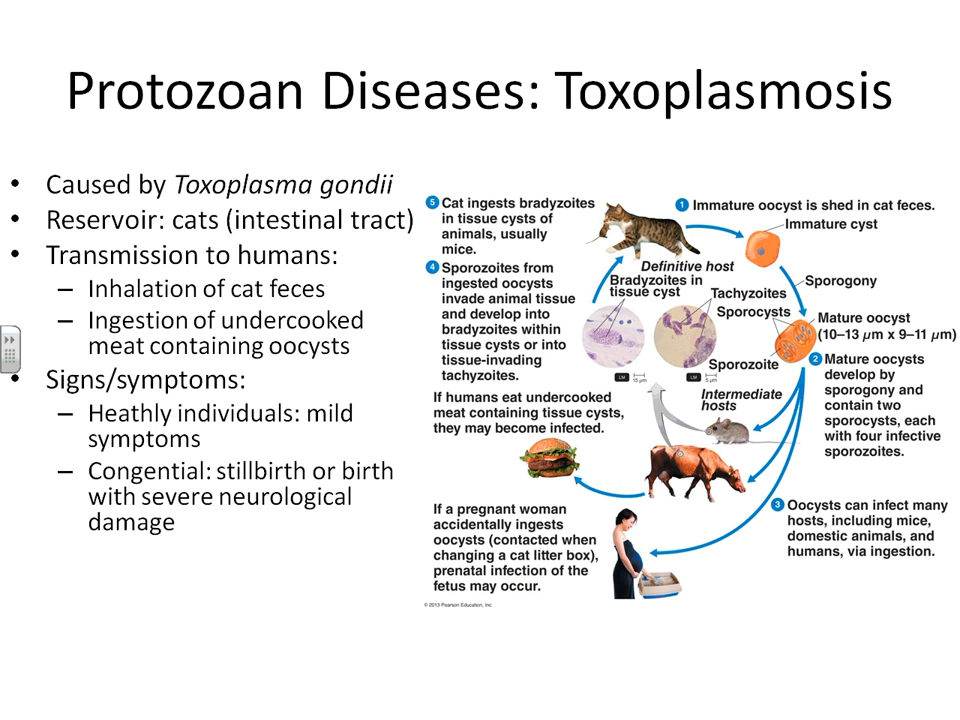 Protozoan Diseases: Toxoplasmosis
• Caused by Toxoplasma gondii
• Reservoir: cats (intestinal tract)
• Transmission to humans:
– Inhalation of cat feces
– Ingestion of undercooked
meat containing oocysts
• Signs/symptoms:
– Heathly individuals: mild
symptoms
– Congential: stillbirth or birth
with severe neurological
damage
1 Immature oocyst is shed in cat feces.
Immature cyst
Sporogony
Mature oocyst
(10–13 µm x 9–11 µm)
2 Mature oocysts
develop by
sporogony and
contain two
sporocysts, each
with four infective
sporozoites.
3 Oocysts can infect many
hosts, including mice,
domestic animals, and
humans, via ingestion.
4 Sporozoites from
ingested oocysts
invade animal tissue
and develop into
bradyzoites within
tissue cysts or into
tissue-invading
tachyzoites.
5 Cat ingests bradyzoites
in tissue cysts of
animals, usually
mice.
Definitive host
Bradyzoites in
tissue cyst
Tachyzoites
Sporocysts
Sporozoite
LM
15 µm
LM
5 µm
Intermediate
hosts
If humans eat undercooked
meat containing tissue cysts,
they may become infected.
If a pregnant woman
accidentally ingests
oocysts (contacted when
changing a cat litter box),
prenatal infection of the
fetus may occur.
© 2013 Pearson Education, Inc.